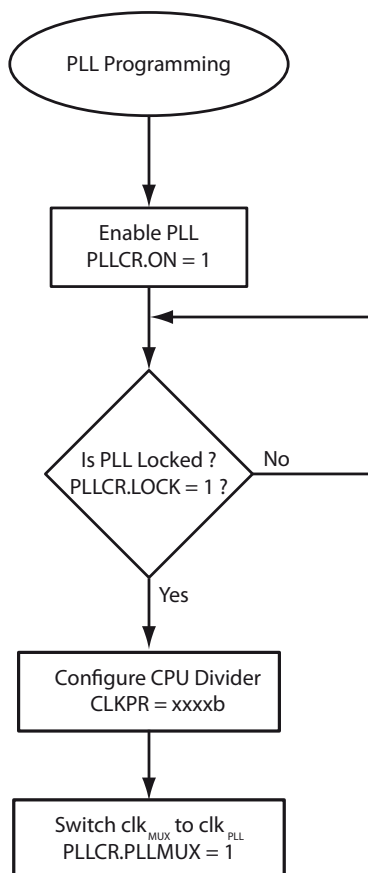 PLL Programming
Enable PLL
PLLCR.ON = 1
Is PLL Locked ?
PLLCR.LOCK = 1 ?
No
Yes
Configure CPU Divider
CLKPR = xxxxb
Switch clkMUX to clkPLL
PLLCR.PLLMUX = 1